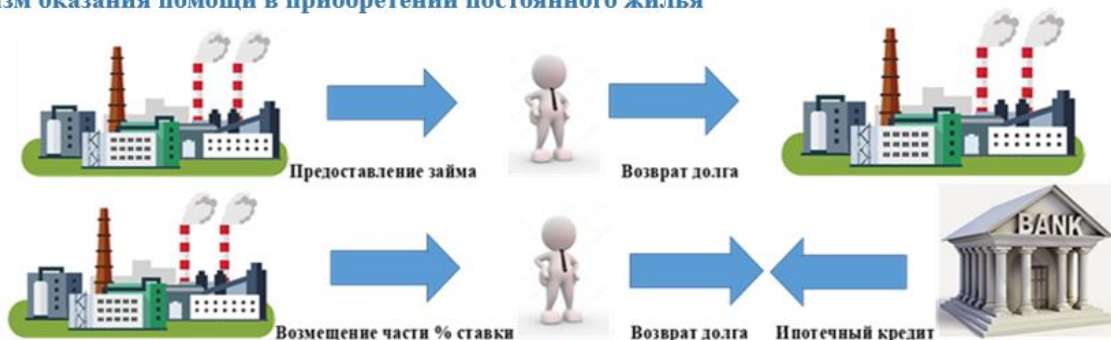 оказания помощи в приобретении постоянного жилья
Предоставление займа
Возврат долга
BANK
Возмещение части % ставки
Возврат долга
Ипотечный кредит